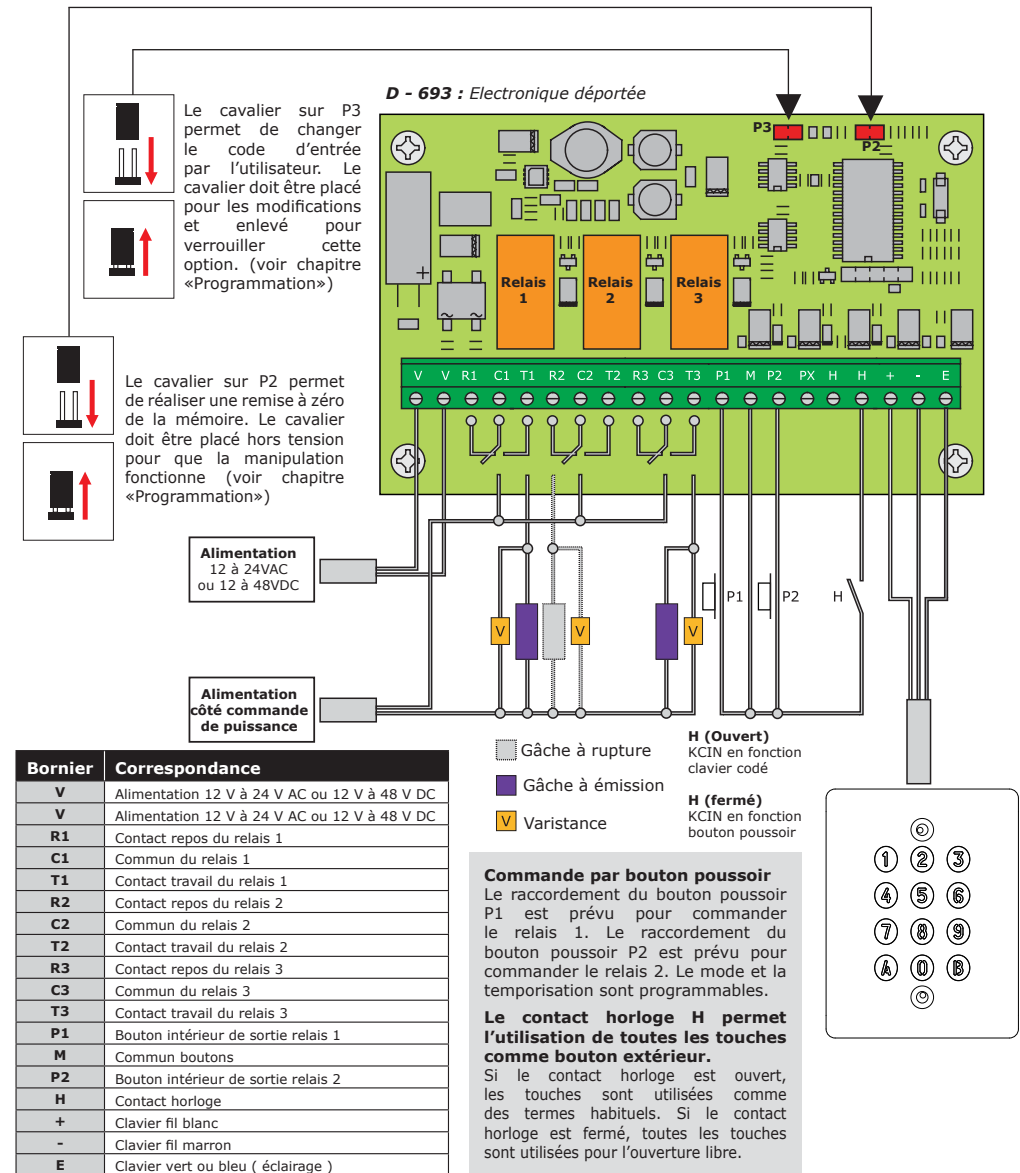 D - 693 : Electronique déportée
Le cavalier sur P3
permet de changer
le code d'entrée
par l'utilisateur. Le
cavalier doit être placé
pour les modifications
et enlevé pour
verrouiller cette
option. (voir chapitre
«Programmation»)
P3
P2
Relais
1
Relais
2
Relais
3
+
~ ~
V V R1 C1 T1 R2 C2 T2 R3 C3 T3 P1 M P2 PX H H + - E
Le cavalier sur P2 permet
de réaliser une remise à zéro
de la mémoire. Le cavalier
doit être placé hors tension
pour que la manipulation
fonctionne (voir chapitre
«Programmation»)
Alimentation
12 à 24VAC
ou 12 à 48VDC
V
V
V
P1
P2
H
Alimentation
côté commande
de puissance
Gâche à rupture
Gâche à émission
V Varistance
H (Ouvert)
KCIN en fonction
clavier codé
H (fermé)
KCIN en fonction
bouton poussoir
Bornier Correspondance
V Alimentation 12 V à 24 V AC ou 12 V à 48 V DC
V Alimentation 12 V à 24 V AC ou 12 V à 48 V DC
R1 Contact repos du relais 1
C1 Commun du relais 1
T1 Contact travail du relais 1
R2 Contact repos du relais 2
C2 Commun du relais 2
T2 Contact travail du relais 2
R3 Contact repos du relais 3
C3 Commun du relais 3
T3 Contact travail du relais 3
P1 Bouton intérieur de sortie relais 1
M Commun boutons
P2 Bouton intérieur de sortie relais 2
H Contact horloge
+ Clavier fil blanc
- Clavier fil marron
E Clavier vert ou bleu ( éclairage )
Commande par bouton poussoir
Le raccordement du bouton poussoir
P1 est prévu pour commander
le relais 1. Le raccordement du
bouton poussoir P2 est prévu pour
commander le relais 2. Le mode et la
temporisation sont programmables.
Le contact horloge H permet
l'utilisation de toutes les touches
comme bouton extérieur.
Si le contact horloge est ouvert,
les touches sont utilisées comme
des termes habituels. Si le contact
horloge est fermé, toutes les touches
sont utilisées pour l'ouverture libre.
1 2 3
4 5 6
7 8 9
A 0 B